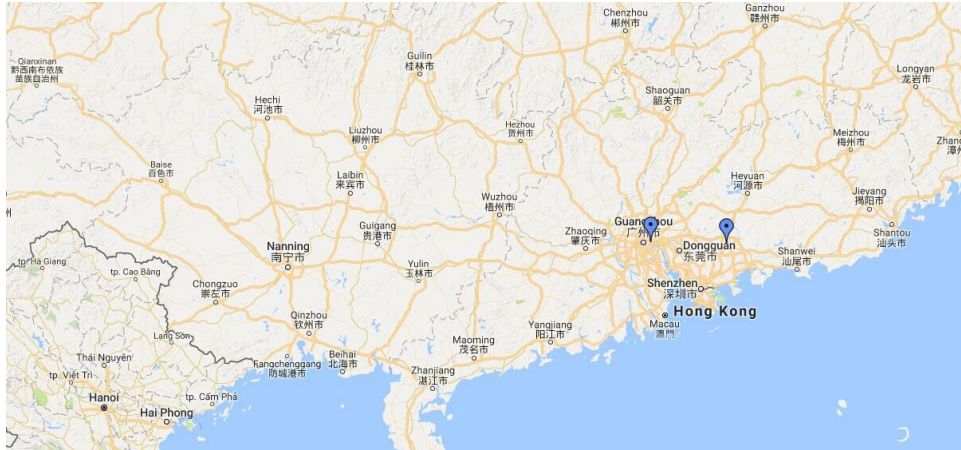 Chenzhou
郴州市
Ganzhou
赣州市
Qianxinan
黔西南布依族
苗族自治州
Guilin
桂林市
Longyan
龙岩市
Shaoguan
韶关市
Hechi
河池市
Hezhou
贺州市
Liuzhou
柳州市
Meizhou
梅州市
Zhang
漳州
Baise
百色市
Laibin
来宾市
Heyuan
河源市
Wuzhou
梧州市
Jieyang
揭阳市
州
Guigang
贵港市
Guang hou
广州市
Zhaoqing
肇庆市
Shantou
汕头市
Nanning
南宁市
Dongguan
东莞市
Shanwei
汕尾市
tp. Hà Giang
tp. Cao Bằng
Yulin
玉林市
Chongzuo
崇左市
Shenzhen
深圳市
Hong Kong
Qinzhou
钦州市
Macau
澳門
Yangjiang
阳江市
Lạng Sơn
Maoming
茂名市
Beihai
北海市
Fangchenggang
防城港市
Thái Nguyên
Zhanjiang
湛江市
tp. Việt Trì
tp. Cẩm Phả
Hanoi
Hai Phong